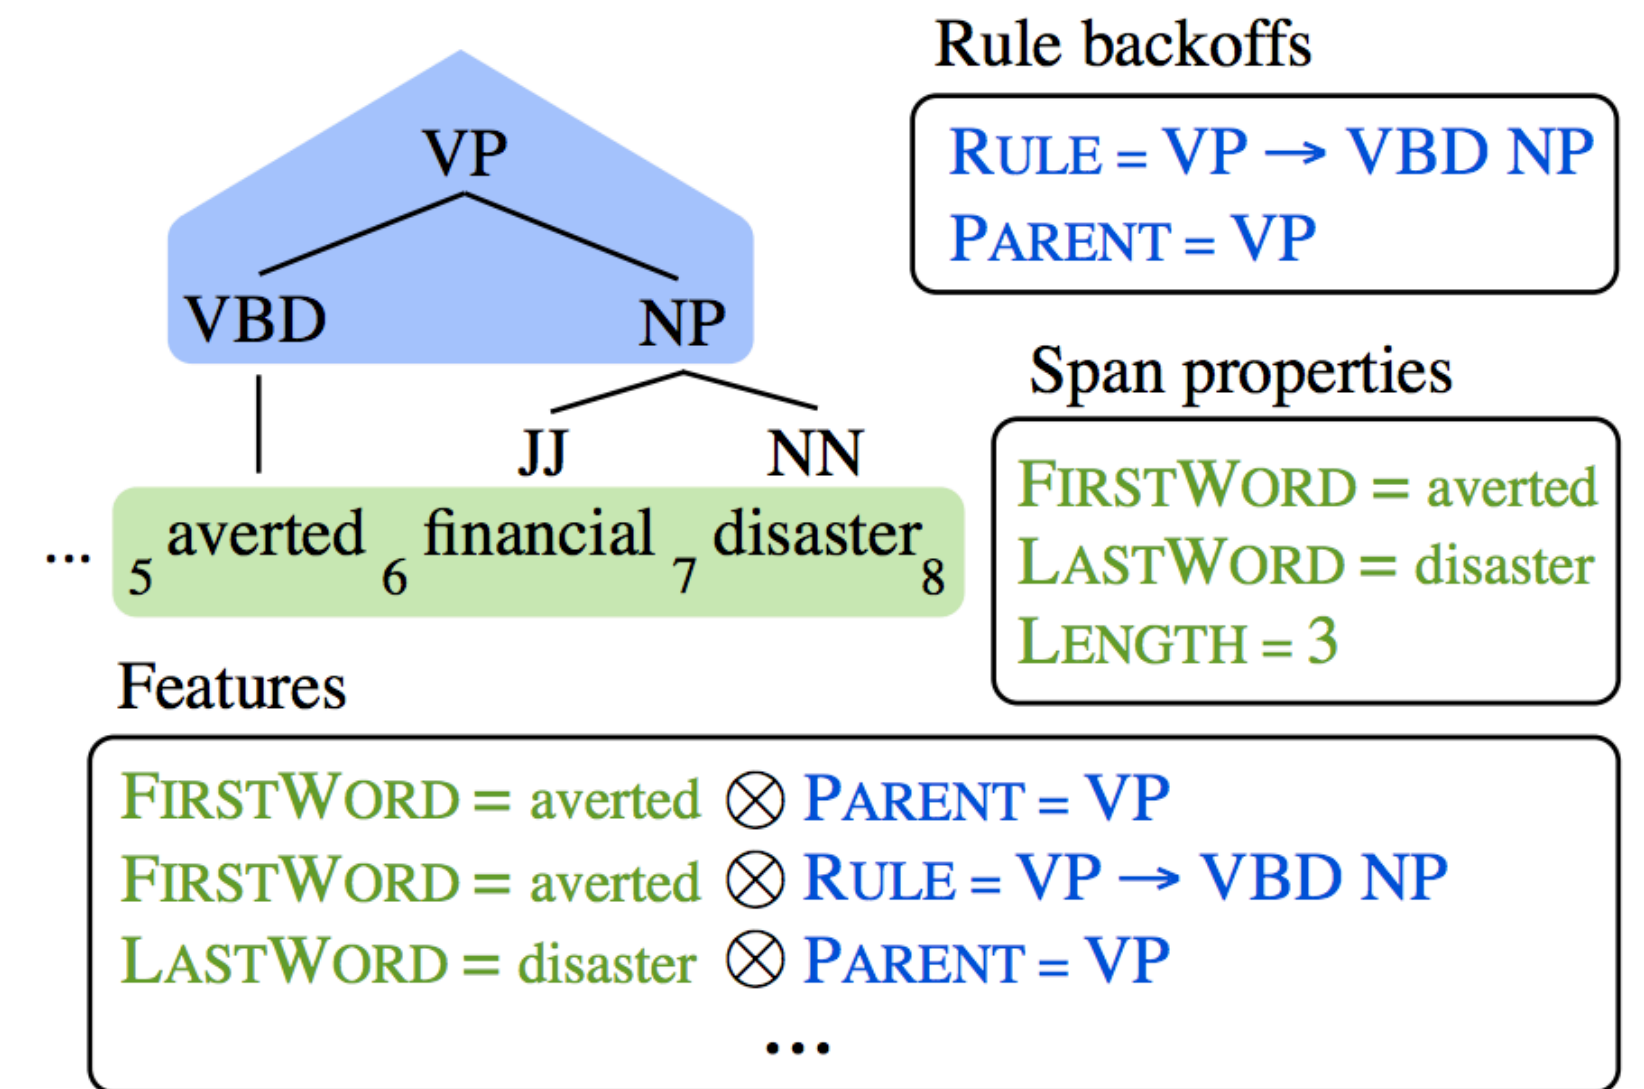 VP
VBD NP
JJ NN
... 5 averted 6 financial 7 disaster 8
Rule backoffs
RULE = VP → VBD NP
PARENT = VP
Span properties
FIRSTWORD = averted
LASTWORD = disaster
LENGTH = 3
Features
FIRSTWORD = averted ⊗ PARENT = VP
FIRSTWORD = averted ⊗ RULE = VP → VBD NP
LASTWORD = disaster ⊗ PARENT = VP
...